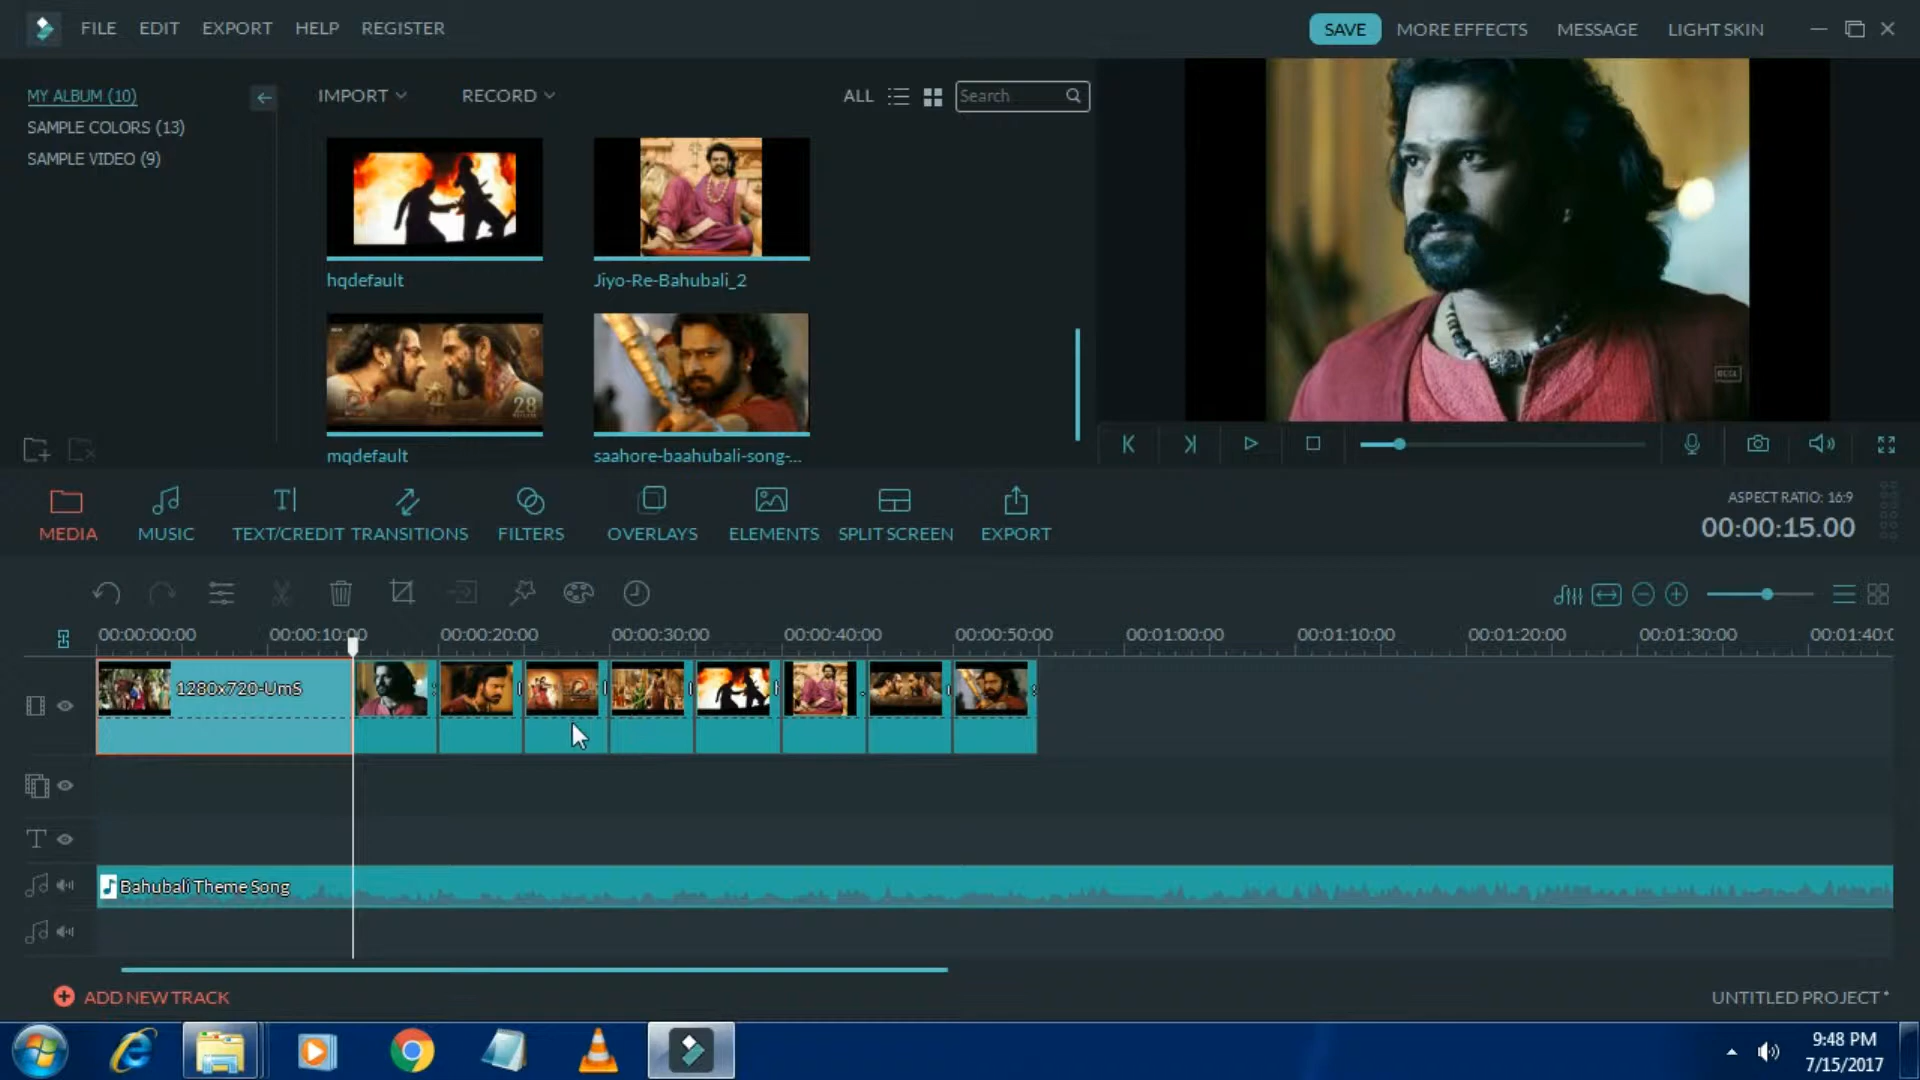 FILE EDIT EXPORT HELP REGISTER SAVE MORE EFFECTS MESSAGE LIGHT SKIN
MY ALBUM (10)
SAMPLE COLORS (13)
SAMPLE VIDEO (9)
IMPORT RECORD ALL Search
hqdefault Jiyo-Re-Bahubali_2
28
mqdefault saahore-baahubali-song-...
MEDIA MUSIC TEXT/CREDIT TRANSITIONS FILTERS OVERLAYS ELEMENTS SPLIT SCREEN EXPORT
ASPECT RATIO: 16:9
00:00:15.00
00:00:00:00 00:00:10:00 00:00:20:00 00:00:30:00 00:00:40:00 00:00:50:00 00:01:00:00 00:01:10:00 00:01:20:00 00:01:30:00 00:01:40:0
1280x720-UmS
Bahubali Theme Song
ADD NEW TRACK
UNTITLED PROJECT *
9:48 PM
7/15/2017